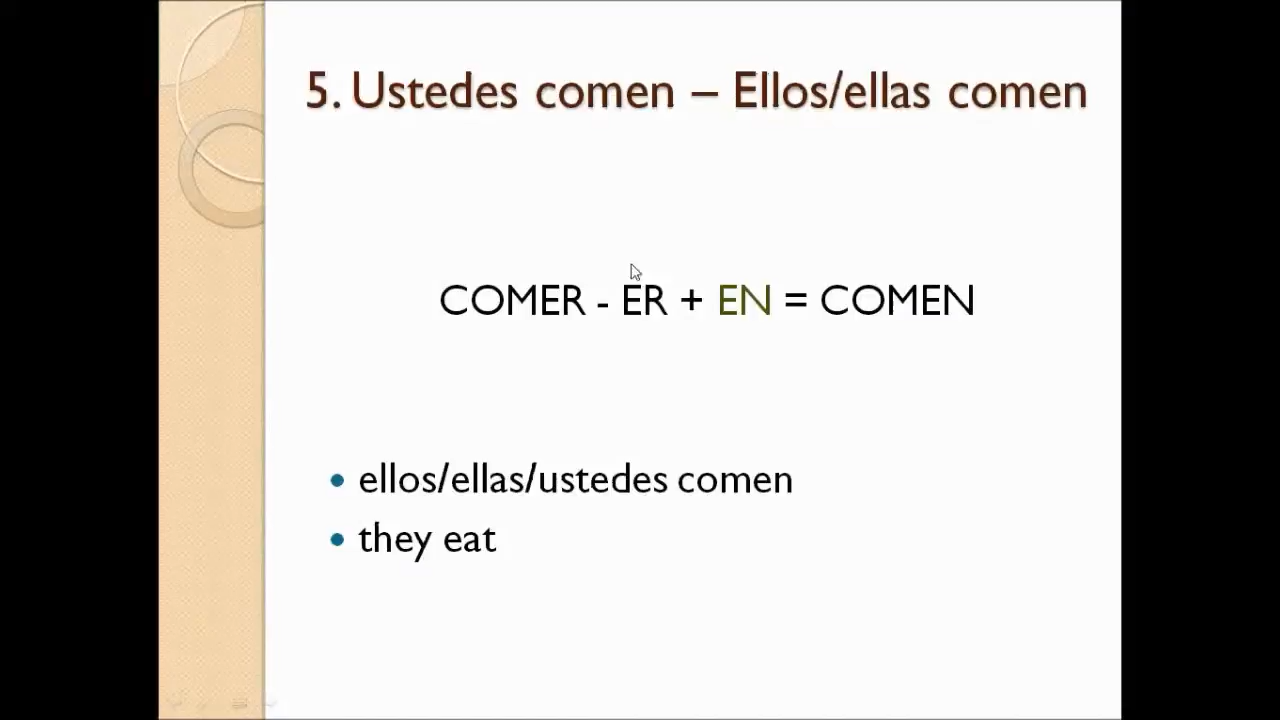 5. Ustedes comen – Ellos/ellas comen
COMER - ER + EN = COMEN
ellos/ellas/ustedes comen
they eat